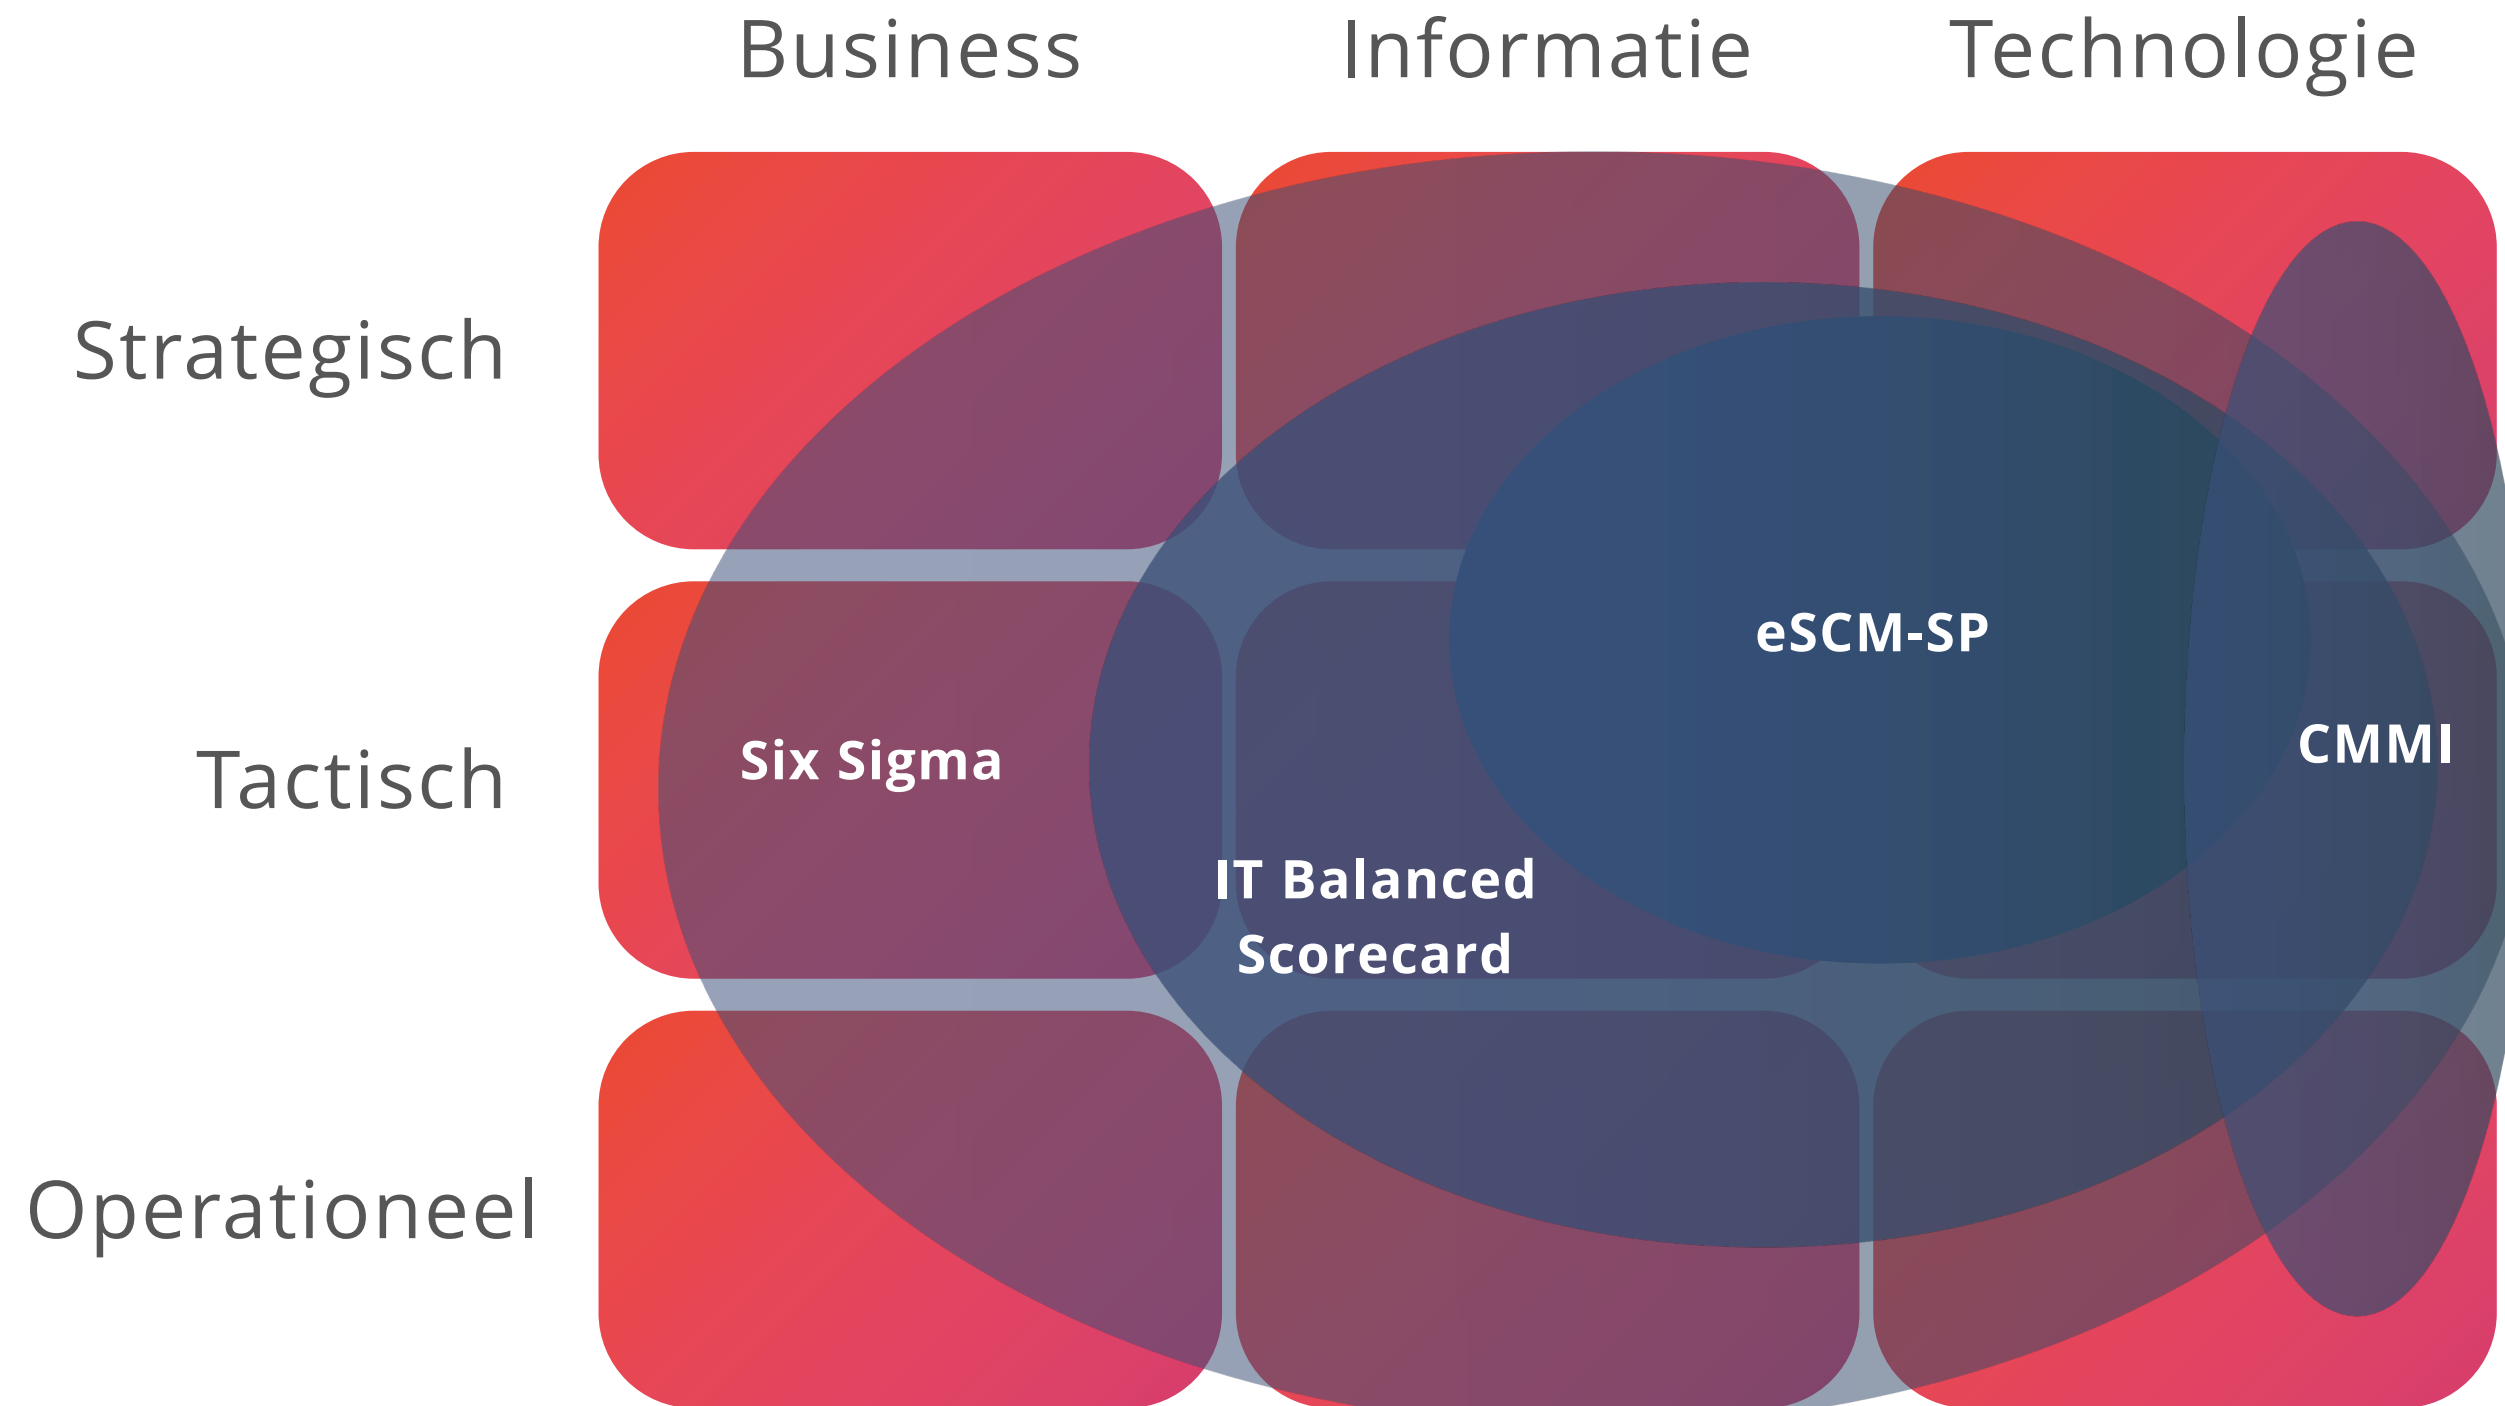 Business Informatie Technologie
Strategisch
Tactisch
Operationeel
eSCM-SP
CMMI
Six Sigma
IT Balanced
Scorecard